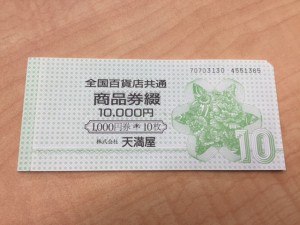 70703130 4551365
全国百貨店共通
商品券綴
10,000円
1,000円券＊10枚
株式会社 天満屋
10